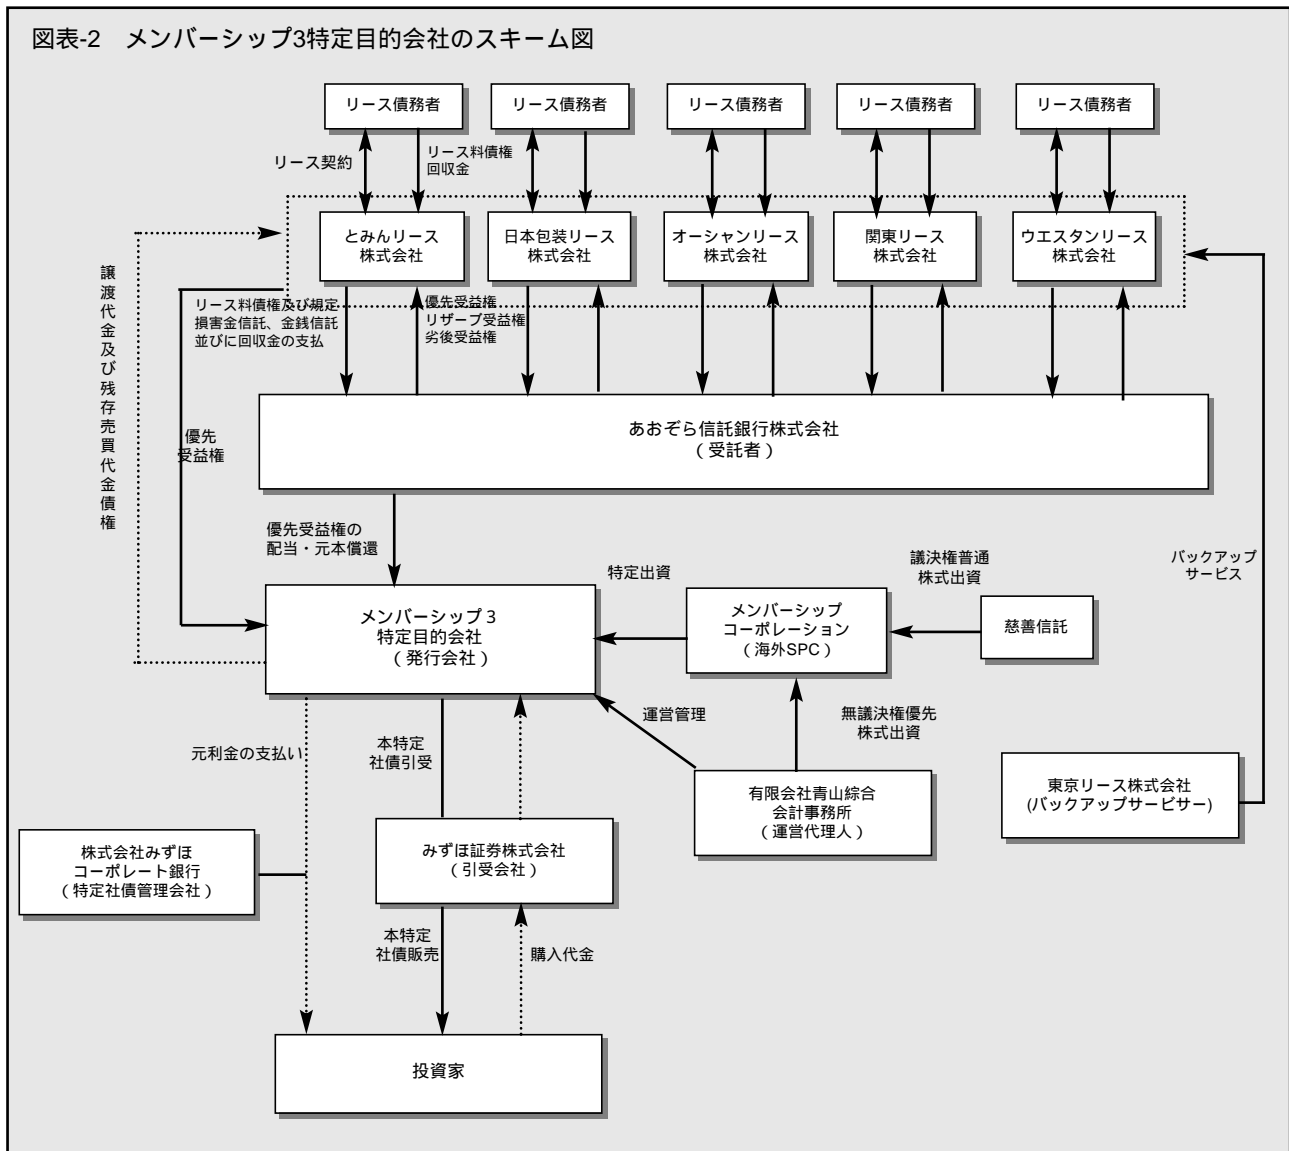 図表-2　メンバーシップ3特定目的会社のスキーム図
リース債務者
リース債務者
リース債務者
リース債務者
リース債務者
リース契約
リース料債権
回収金
とみんリース
株式会社
日本包装リース
株式会社
オーシャンリース
株式会社
関東リース
株式会社
ウエスタンリース
株式会社
譲渡代金及び残存売買代金債権
リース料債権及び規定
損害金信託、金銭信託
並びに回収金の支払
優先受益権
リザーブ受益権
劣後受益権
優先
受益権
あおぞら信託銀行株式会社
（受託者）
優先受益権の
配当・元本償還
特定出資
議決権普通
株式出資
バックアップ
サービス
メンバーシップ３
特定目的会社
（発行会社）
メンバーシップ
コーポレーション
（海外SPC）
慈善信託
運営管理
無議決権優先
株式出資
元利金の支払い
本特定
社債引受
有限会社青山綜合
会計事務所
（運営代理人）
東京リース株式会社
(バックアップサービサー)
株式会社みずほ
コーポレート銀行
（特定社債管理会社）
みずほ証券株式会社
（引受会社）
本特定
社債販売
購入代金
投資家